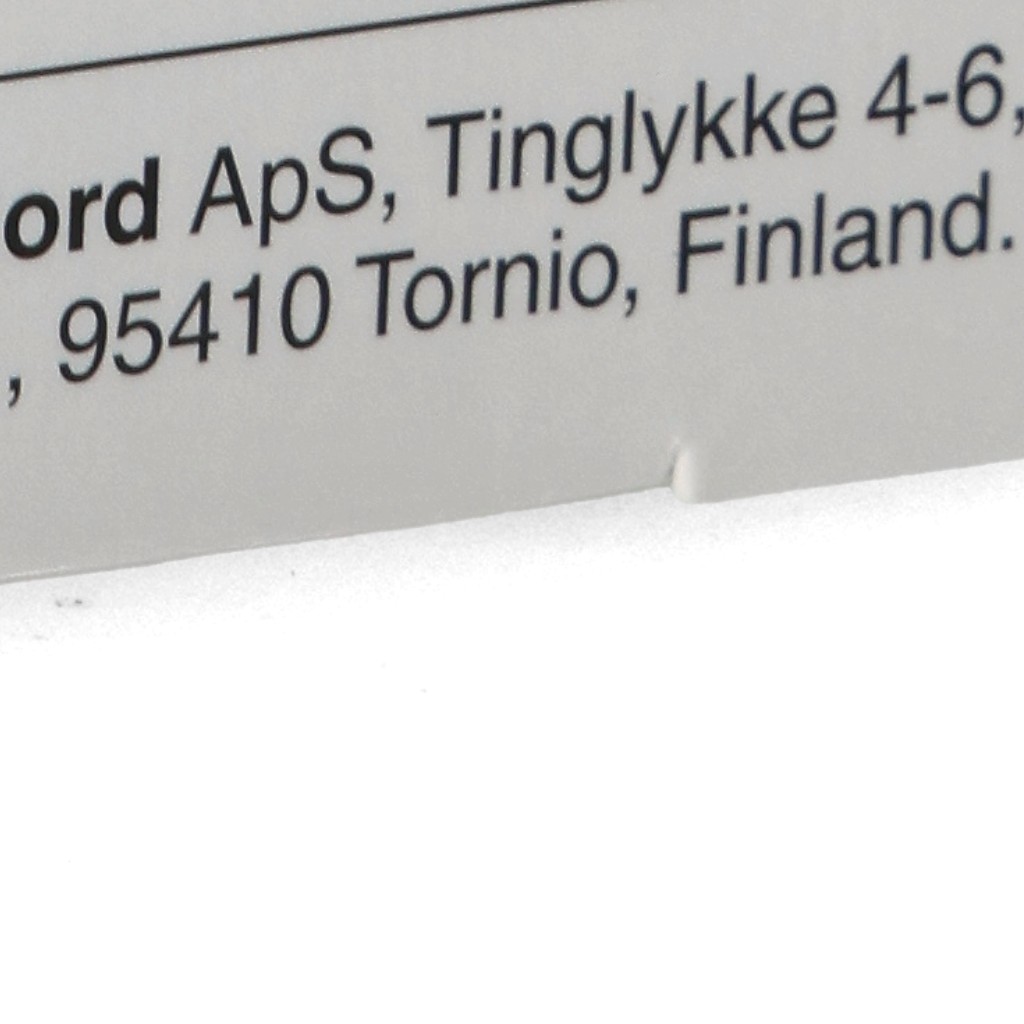 ord ApS, Tinglykke 4-6,
, 95410 Tornio, Finland.